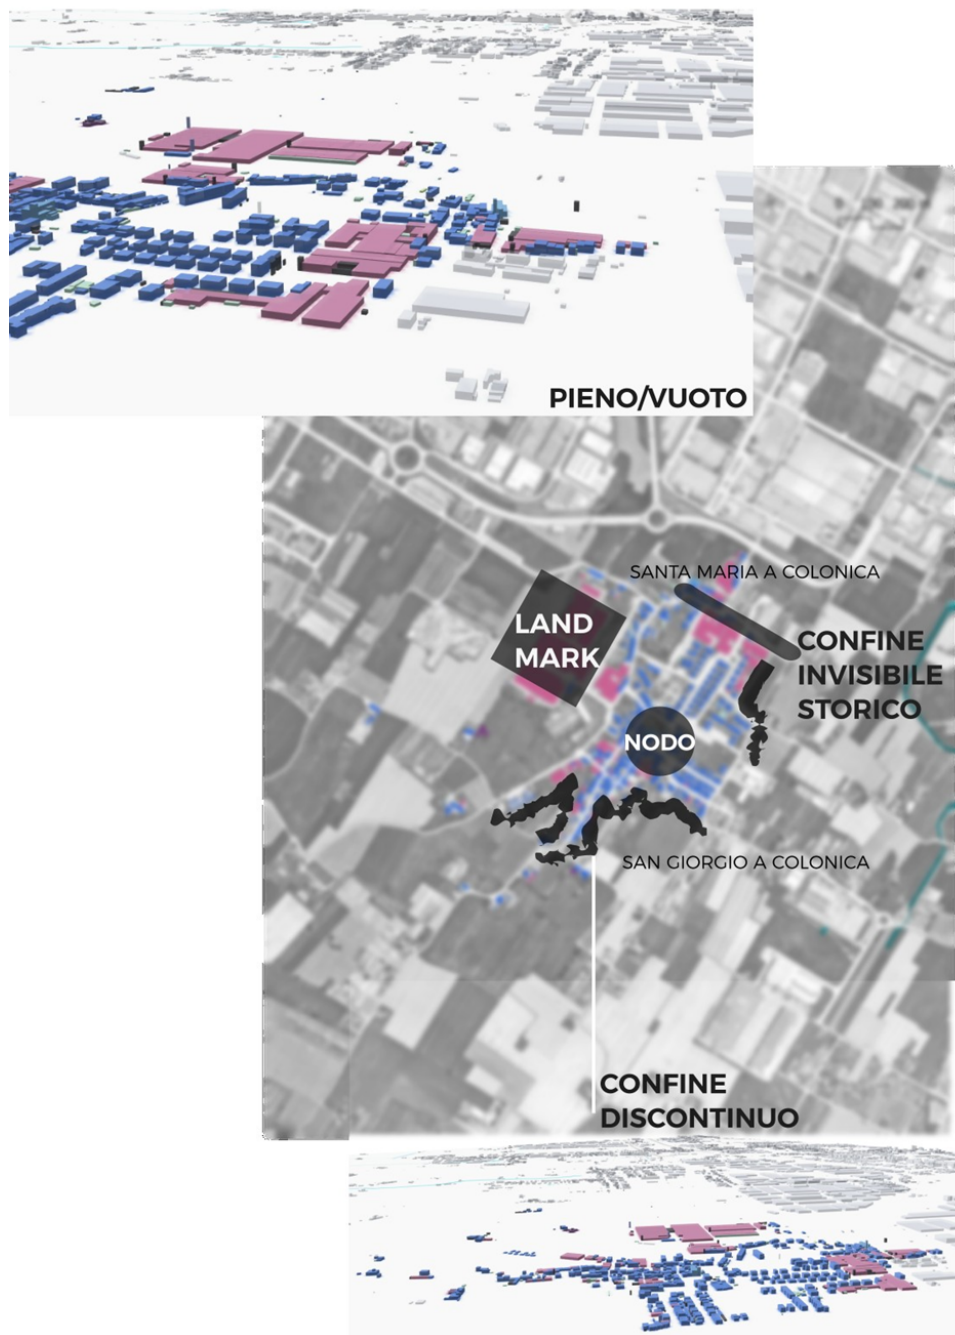 PIENO/VUOTO
SANTA MARIA A COLONICA
LAND
MARK
CONFINE
INVISIBILE
STORICO
NODO
SAN GIORGIO A COLONICA
CONFINE
DISCONTINUO